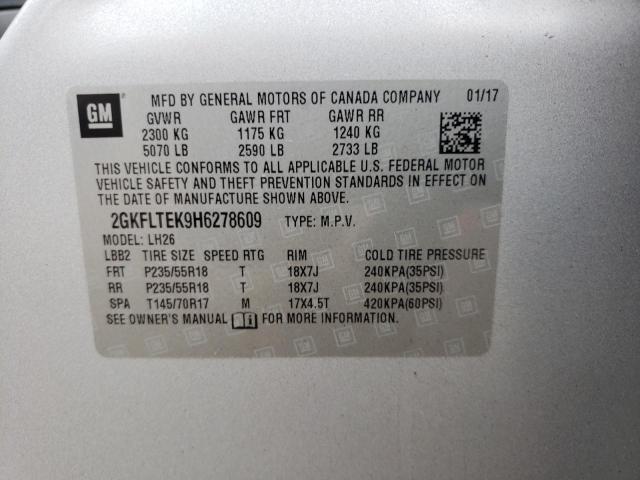 GM MFD BY GENERAL MOTORS OF CANADA COMPANY 01/17
GVWR GAWR FRT GAWR RR
2300 KG 1175 KG 1240 KG
5070 LB 2590 LB 2733 LB
THIS VEHICLE CONFORMS TO ALL APPLICABLE U.S. FEDERAL MOTOR
VEHICLE SAFETY AND THEFT PREVENTION STANDARDS IN EFFECT ON
THE DATE OF MANUFACTURE SHOWN ABOVE.
2GKFLTEK9H6278609 TYPE: M.P.V.
MODEL: LH26
LBB2 TIRE SIZE SPEED RTG RIM COLD TIRE PRESSURE
FRT P235/55R18 T 18X7J 240KPA(35PSI)
RR P235/55R18 T 18X7J 240KPA(35PSI)
SPA T145/70R17 M 17X4.5T 420KPA(60PSI)
SEE OWNER'S MANUAL FOR MORE INFORMATION.